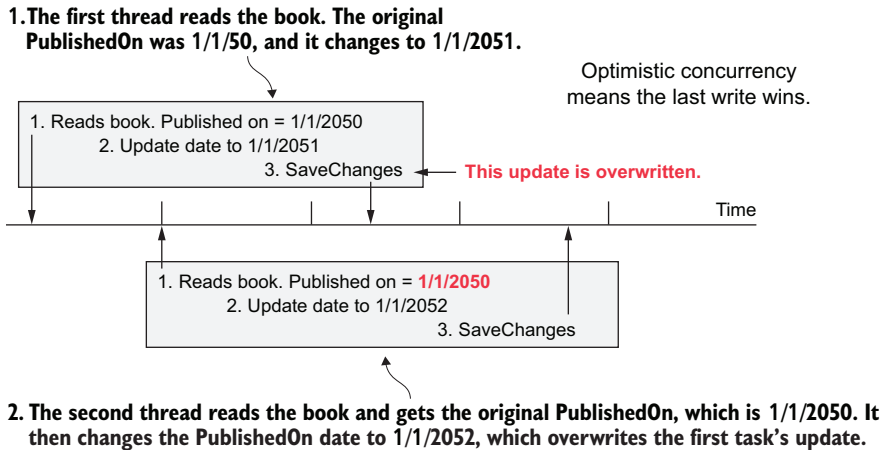 1.The first thread reads the book. The original
PublishedOn was 1/1/50, and it changes to 1/1/2051.
Optimistic concurrency
means the last write wins.
1. Reads book. Published on = 1/1/2050
2. Update date to 1/1/2051
3. SaveChanges
This update is overwritten.
Time
1. Reads book. Published on = 1/1/2050
2. Update date to 1/1/2052
3. SaveChanges
2. The second thread reads the book and gets the original PublishedOn, which is 1/1/2050. It
then changes the PublishedOn date to 1/1/2052, which overwrites the first task's update.